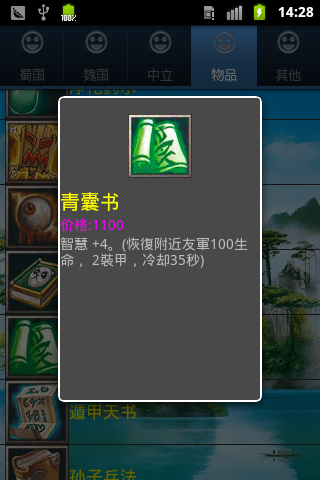 100%
14:28
蜀国
魏国
中立
物品
其他
青囊书
价格:1100
智慧 +4。(恢復附近友軍100生
命， 2裝甲，冷却35秒)
遁甲天书
孙子兵法